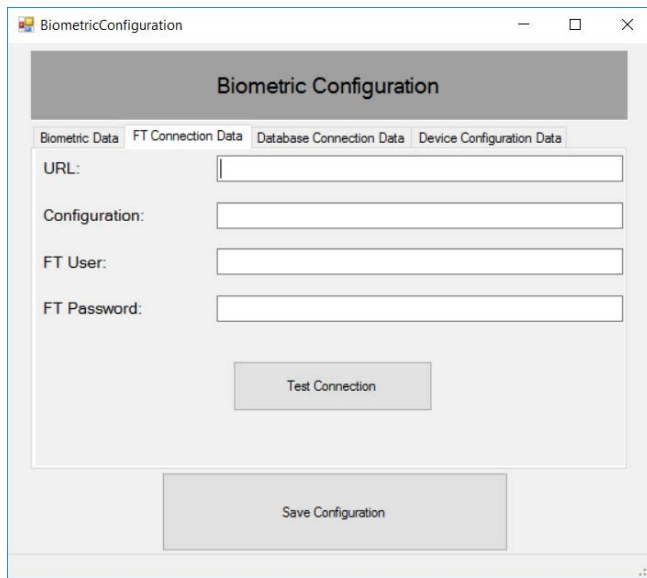 BiometricConfiguration
Biometric Configuration
Biometric Data FT Connection Data Database Connection Data Device Configuration Data
URL:
Configuration:
FT User:
FT Password:
Test Connection
Save Configuration